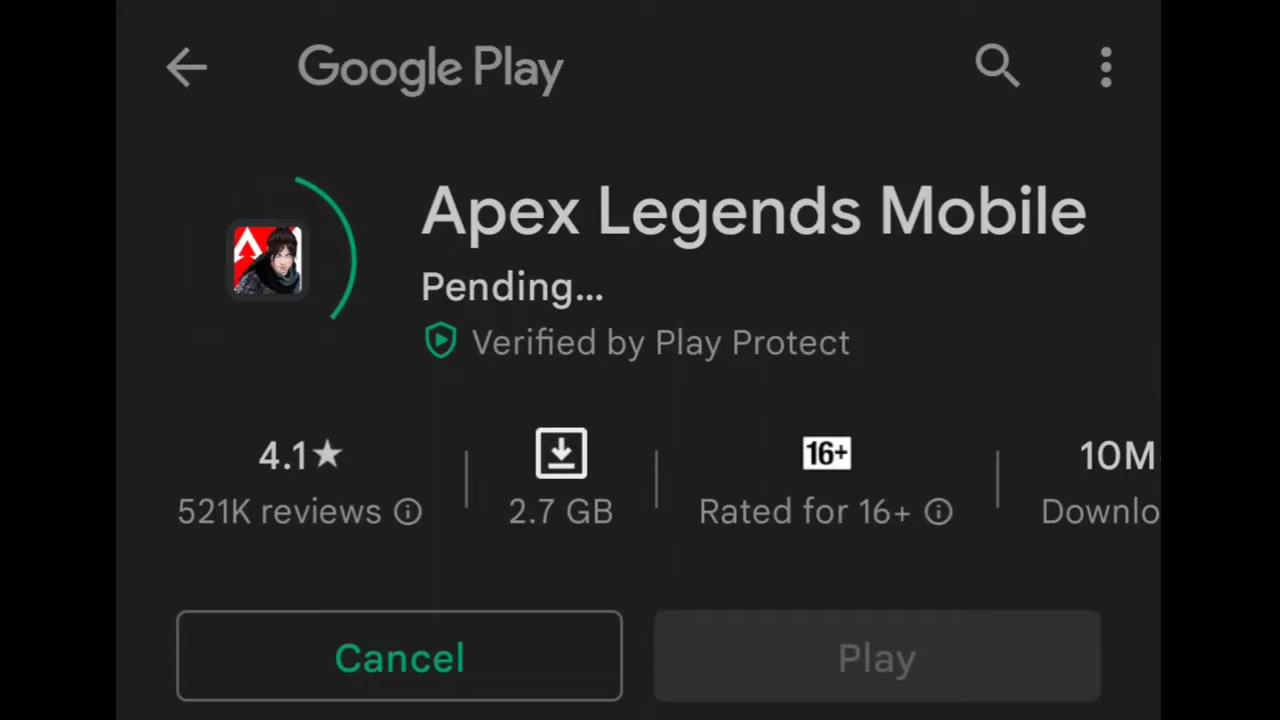 Google Play
Apex Legends Mobile
Pending...
Verified by Play Protect
4.1★
521K reviews
2.7 GB
16+
Rated for 16+
10M
Downlo
Cancel
Play